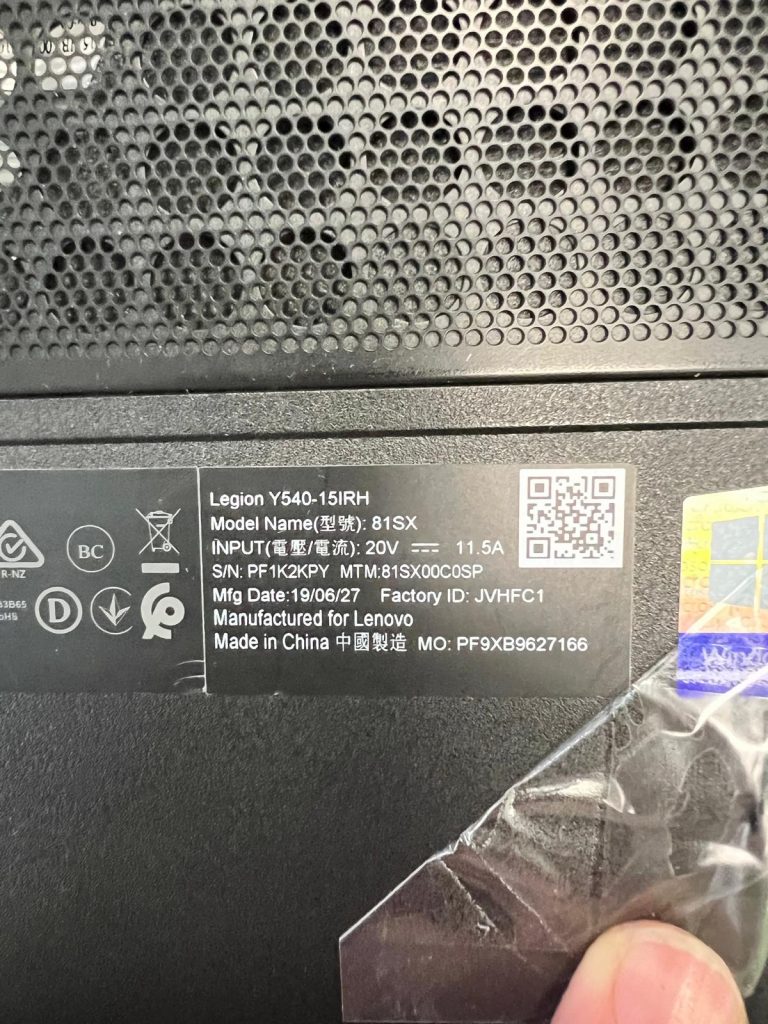 Legion Y540-15IRH
Model Name(型號): 81SX
INPUT(電壓/電流): 20V ⎓ 11.5A
S/N: PF1K2KPY MTM:81SX00C0SP
Mfg Date:19/06/27 Factory ID: JVHFC1
Manufactured for Lenovo
Made in China 中國製造 MO: PF9XB9627166
R-NZ
BC
3B65
D